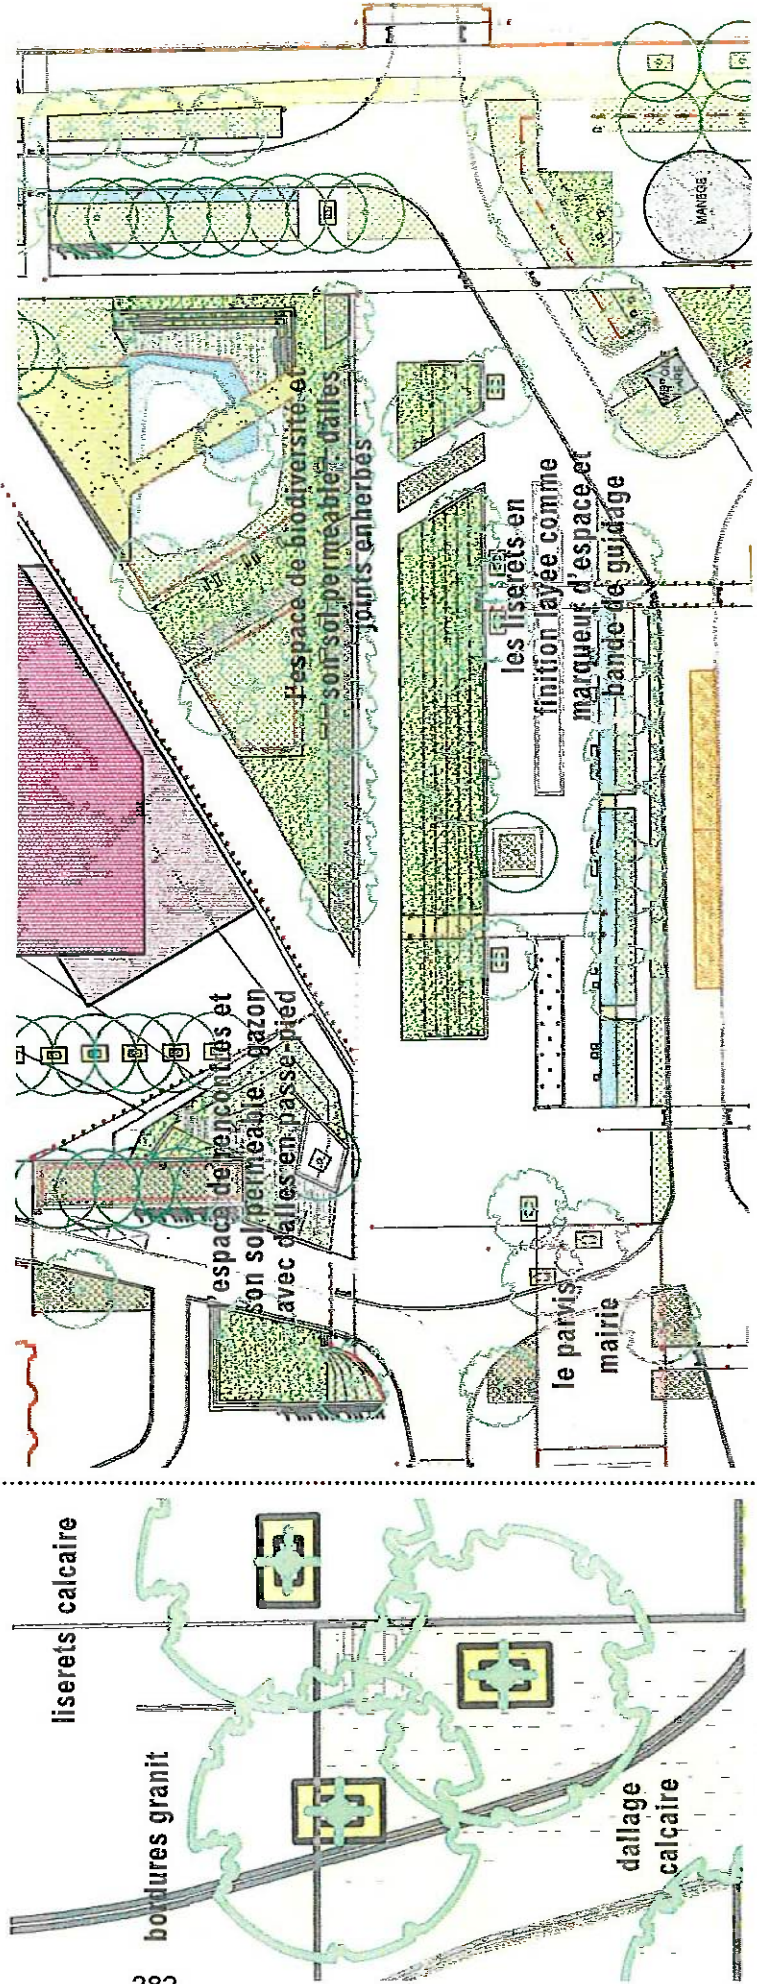 l'espace de biodiversité et
son sol perméable : dalles
joints enherbés
les liserets en
finition layée comme
marqueur d'espace et
bande de guidage
MANEGE
l'espace de rencontres et
son sol perméable : gazon
avec dalles en passe-pied
le parvis
mairie
liserets calcaire
bordures granit
dallage
calcaire